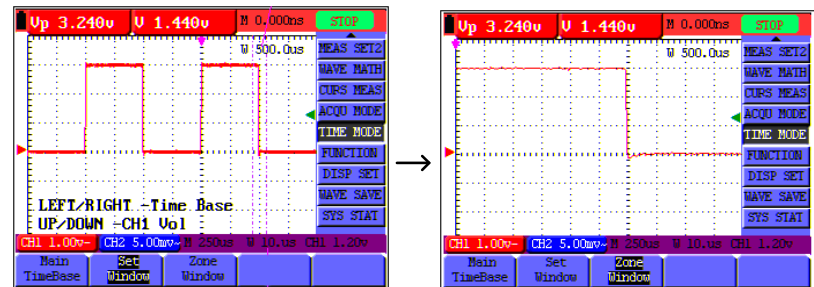 Vp 3.240v V 1.440v M 0.000ns STOP
W 500.0us
MEAS SET2
WAVE MATH
CURS MEAS
ACQU MODE
TIME MODE
FUNCTION
DISP SET
WAVE SAVE
SYS STAT
LEFT/RIGHT -Time Base
UP/DOWN -CH1 Vol
CH1 1.00v- CH2 5.00mv~ M 250us W 10.us CH1 1.20v
Main TimeBase
Set Window
Zone Window
→
Vp 3.240v V 1.440v M 0.000ns STOP
W 500.0us
MEAS SET2
WAVE MATH
CURS MEAS
ACQU MODE
TIME MODE
FUNCTION
DISP SET
WAVE SAVE
SYS STAT
CH1 1.00v- CH2 5.00mv~ M 250us W 10.us CH1 1.20v
Main TimeBase
Set Window
Zone Window